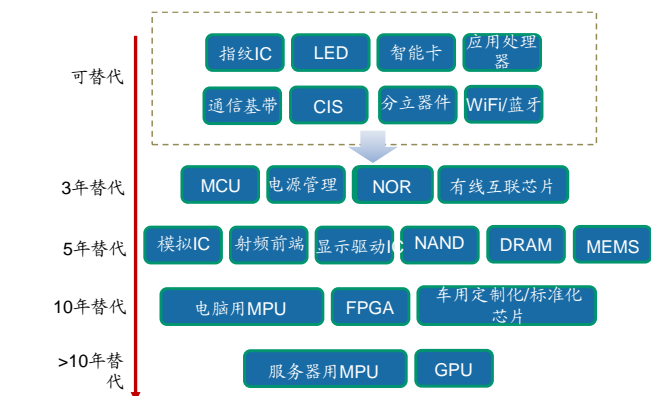 可替代
指纹IC
LED
智能卡
应用处理
器
通信基带
CIS
分立器件
WiFi/蓝牙
3年替代
MCU
电源管理
NOR
有线互联芯片
5年替代
模拟IC
射频前端
显示驱动IC
NAND
DRAM
MEMS
10年替代
电脑用MPU
FPGA
车用定制化/标准化
芯片
>10年替
代
服务器用MPU
GPU